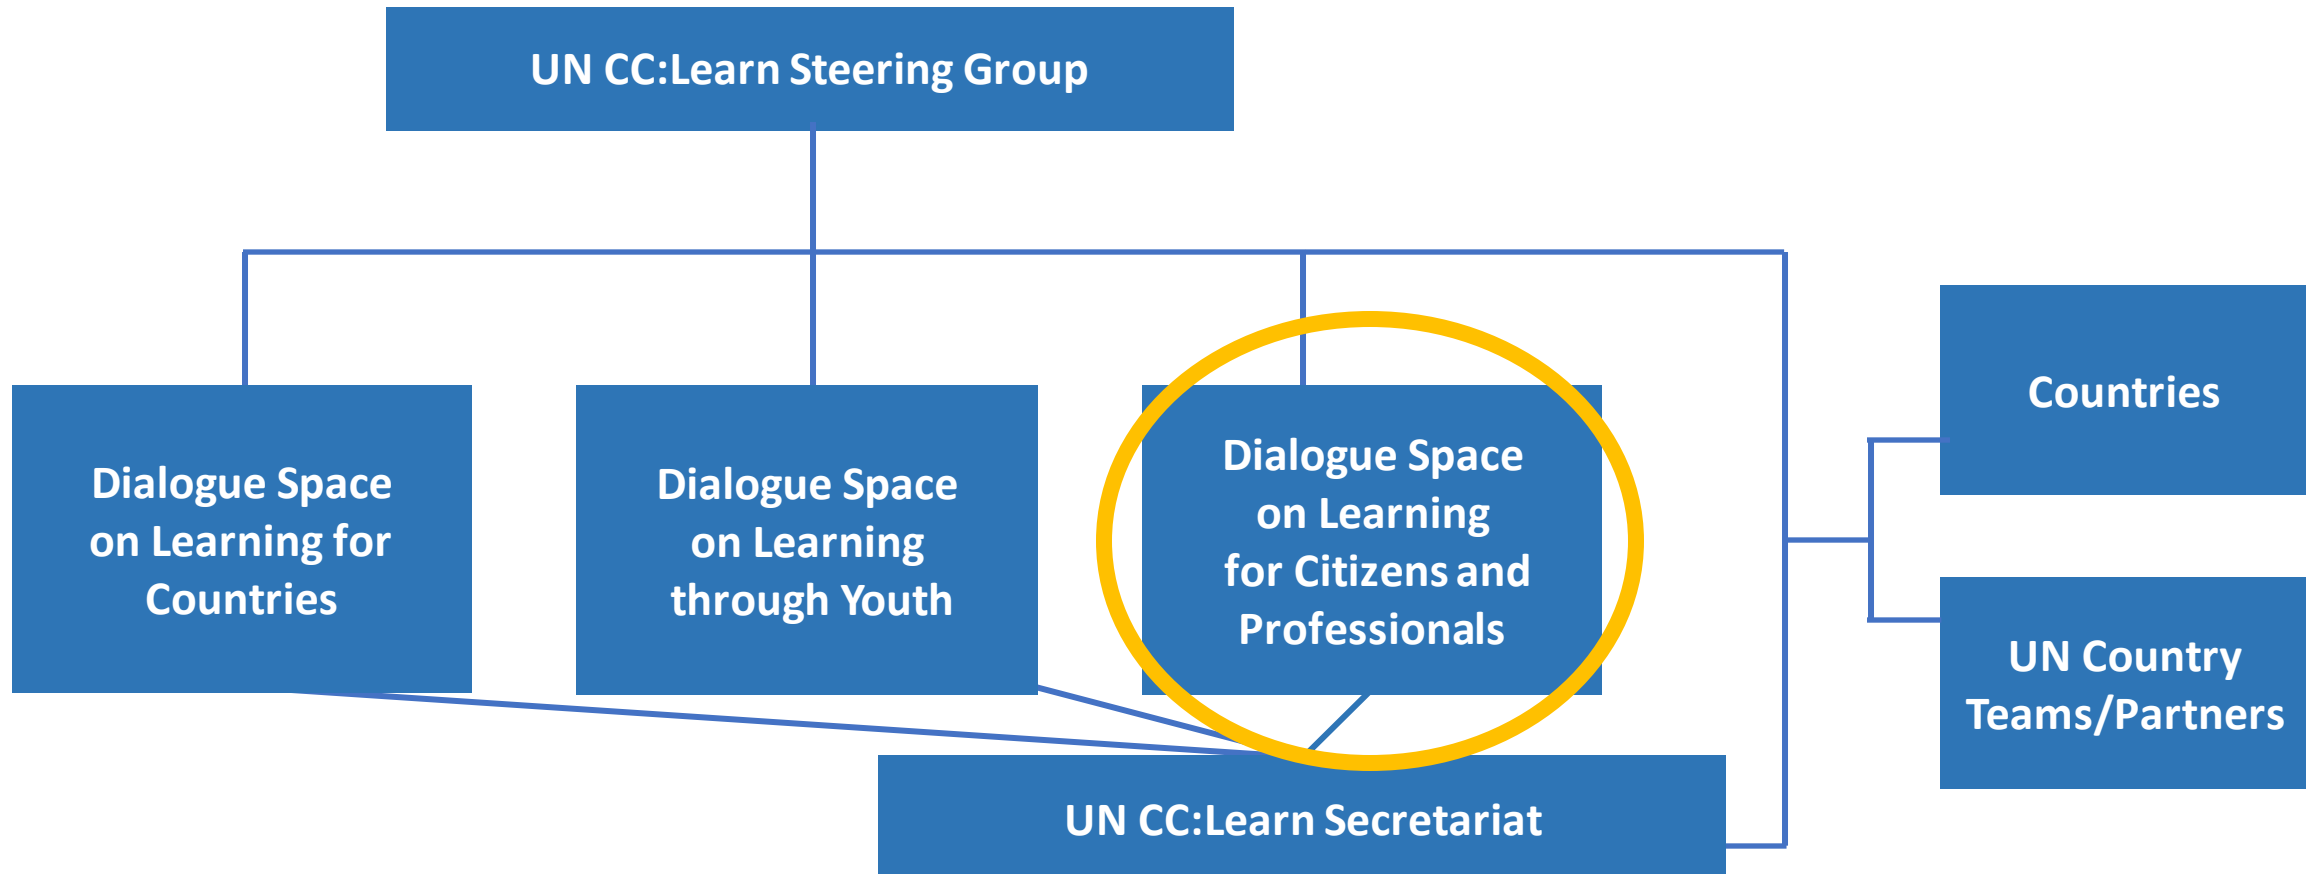 UN CC:Learn Steering Group
Dialogue Space
on Learning for
Countries
Dialogue Space
on Learning
through Youth
Dialogue Space
on Learning
for Citizens and
Professionals
Countries
UN Country
Teams/Partners
UN CC:Learn Secretariat